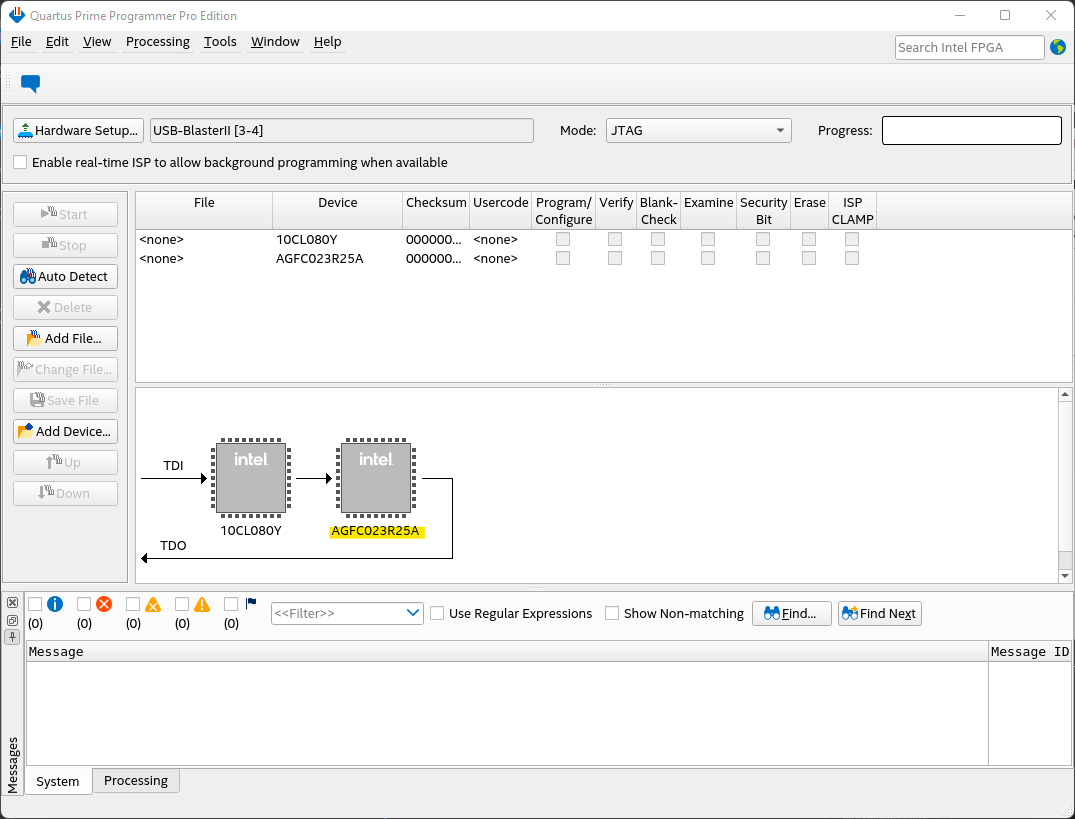 Quartus Prime Programmer Pro Edition
File Edit View Processing Tools Window Help
Search Intel FPGA
Hardware Setup... USB-BlasterII [3-4] Mode: JTAG Progress:
Enable real-time ISP to allow background programming when available
Start
Stop
Auto Detect
Delete
Add File...
Change File...
Save File
Add Device...
Up
Down
File Device Checksum Usercode Program/ Verify Blank- Examine Security Erase ISP
Configure Check Bit CLAMP
<none> 10CL080Y 000000... <none>
<none> AGFC023R25A 000000... <none>
intel intel
TDI
10CL080Y AGFC023R25A
TDO
(0) (0) (0) (0) (0)
<<Filter>> Use Regular Expressions Show Non-matching Find... Find Next
Message Message ID
Messages
System Processing